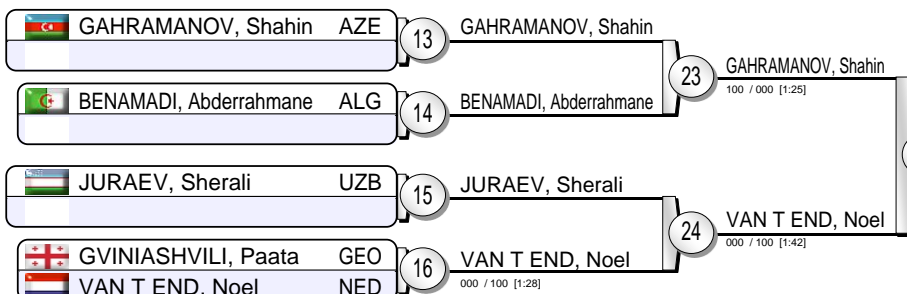 GAHRAMANOV, Shahin AZE
13
GAHRAMANOV, Shahin
23
GAHRAMANOV, Shahin
100 / 000 [1:25]
BENAMADI, Abderrahmane ALG
14
BENAMADI, Abderrahmane
JURAEV, Sherali UZB
15
JURAEV, Sherali
24
VAN T END, Noel
000 / 100 [1:42]
GVINIASHVILI, Paata GEO
VAN T END, Noel NED
16
VAN T END, Noel
000 / 100 [1:28]